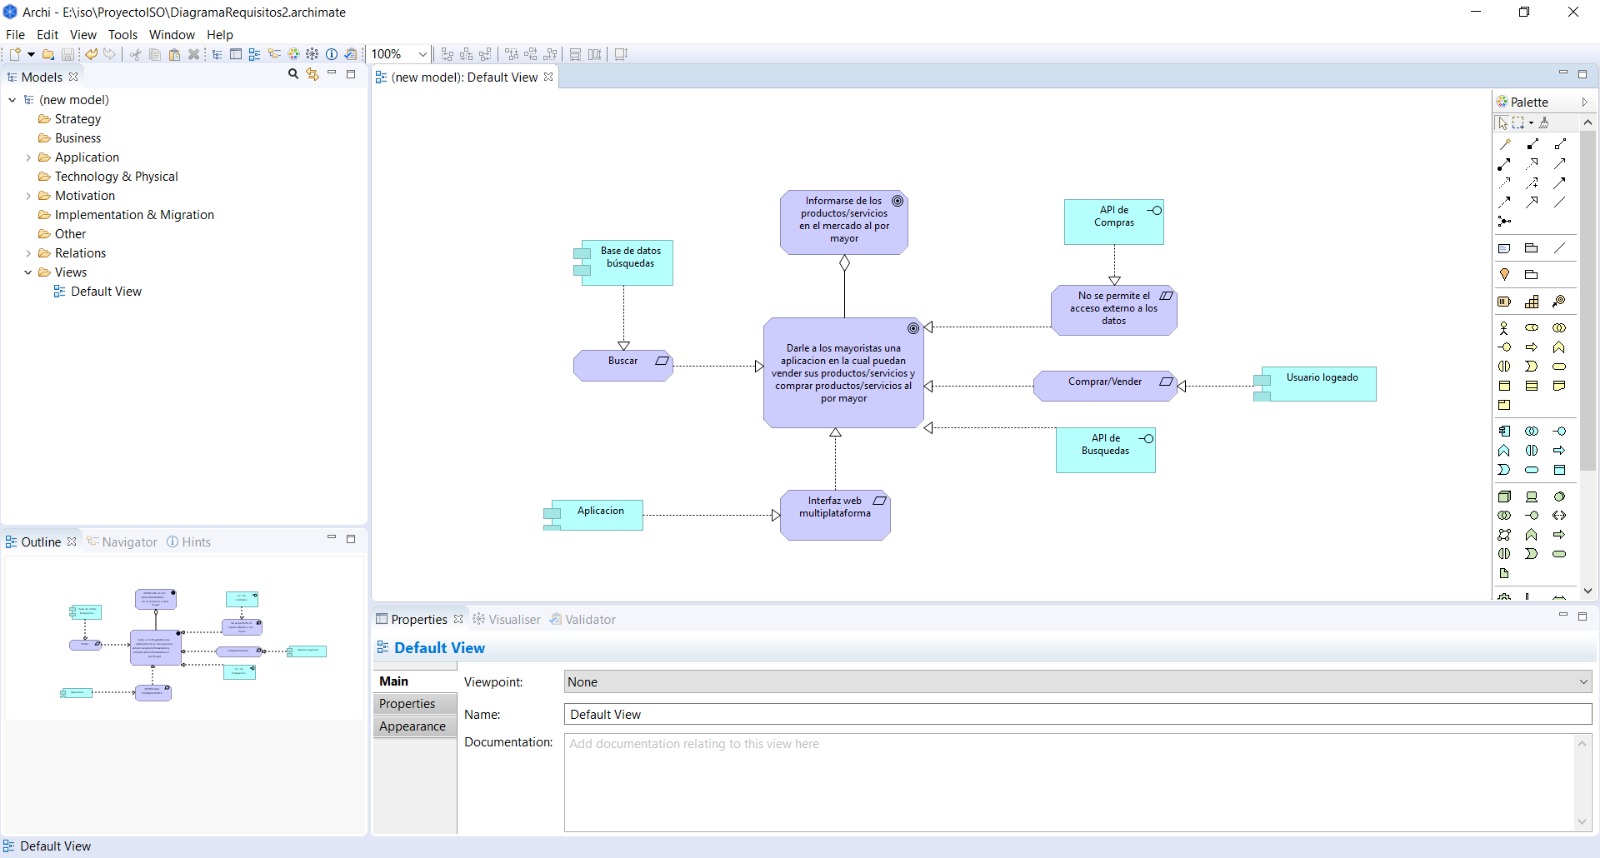 Archi - E:\iso\ProyectoISO\DiagramaRequisitos2.archimate
File Edit View Tools Window Help
100%
Models
(new model)
Strategy
Business
Application
Technology & Physical
Motivation
Implementation & Migration
Other
Relations
Views
Default View
(new model): Default View
Informarse de los
productos/servicios
en el mercado al por
mayor
API de
Compras
Base de datos
búsquedas
No se permite el
acceso externo a los
datos
Buscar
Darle a los mayoristas una
aplicacion en la cual puedan
vender sus productos/servicios y
comprar productos/servicios al
por mayor
Comprar/Vender
Usuario logeado
API de
Busquedas
Aplicacion
Interfaz web
multiplataforma
Palette
Outline Navigator Hints
Properties Visualiser Validator
Default View
Main
Properties
Appearance
Viewpoint: None
Name: Default View
Documentation: Add documentation relating to this view here
Default View